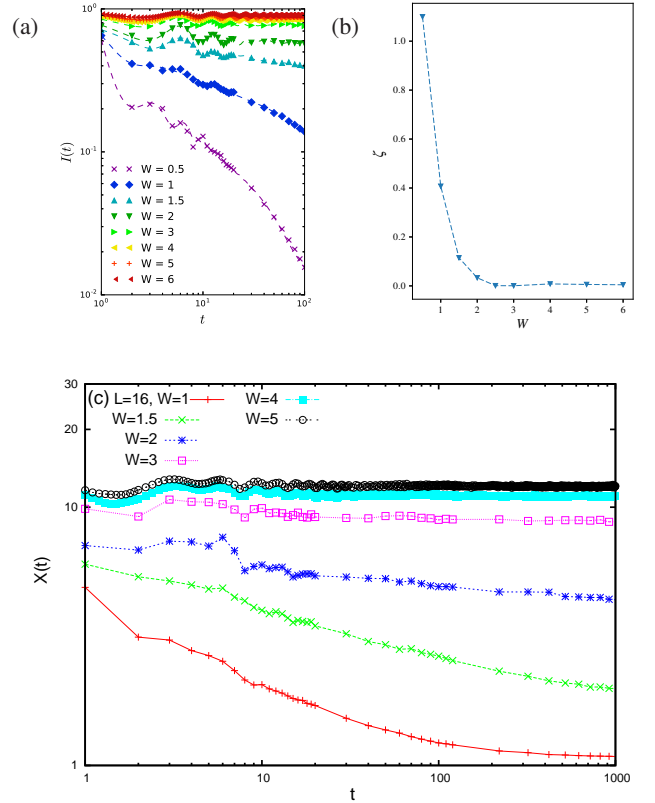 (a)
10^0
10^{-1}
10^{-2}
I(t)
W = 0.5
W = 1
W = 1.5
W = 2
W = 3
W = 4
W = 5
W = 6
10^0
10^1
10^2
t
(b)
1.0
0.8
0.6
0.4
0.2
0.0
ζ
1
2
3
4
5
6
W
(c)
L=16, W=1
W=1.5
W=2
W=3
W=4
W=5
30
20
10
1
X(t)
1
10
100
1000
t